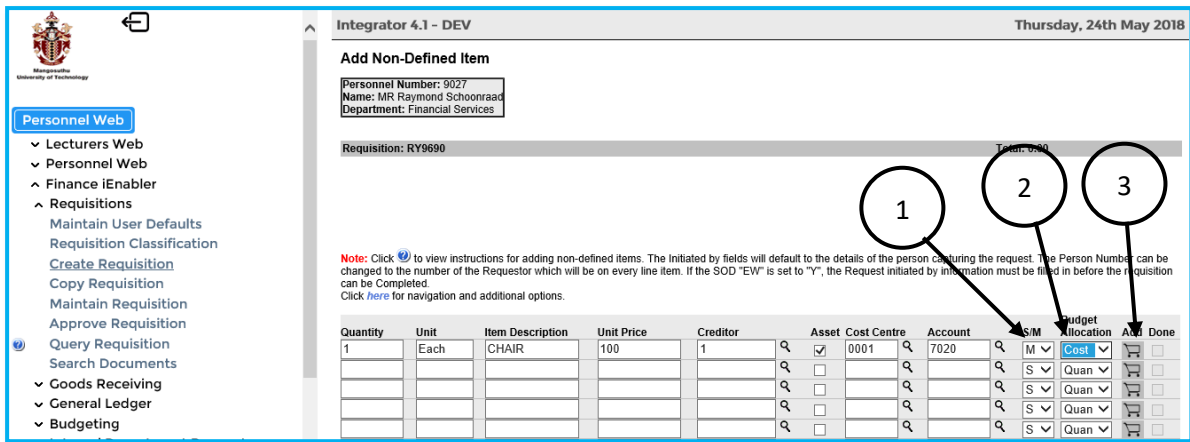 Integrator 4.1 - DEV
Thursday, 24th May 2018
Mangosuthu
University of Technology
Personnel Web
Lecturers Web
Personnel Web
Finance iEnabler
Requisitions
Maintain User Defaults
Requisition Classification
Create Requisition
Copy Requisition
Maintain Requisition
Approve Requisition
Query Requisition
Search Documents
Goods Receiving
General Ledger
Budgeting
Add Non-Defined Item
Personnel Number: 9027
Name: MR Raymond Schoonraad
Department: Financial Services
Requisition: RY9690
Total: 0.00
1
2
3
Note: Click ? to view instructions for adding non-defined items. The Initiated by fields will default to the details of the person capturing the request. The Person Number can be
changed to the number of the Requestor which will be on every line item. If the SOD "EW" is set to "Y", the Request initiated by information must be filled in before the requisition
can be Completed.
Click here for navigation and additional options.
Quantity Unit Item Description Unit Price Creditor Asset Cost Centre Account S/M Budget Allocation Add Done
1 Each CHAIR 100 1 0001 7020 M Cost
S Quan
S Quan
S Quan
S Quan